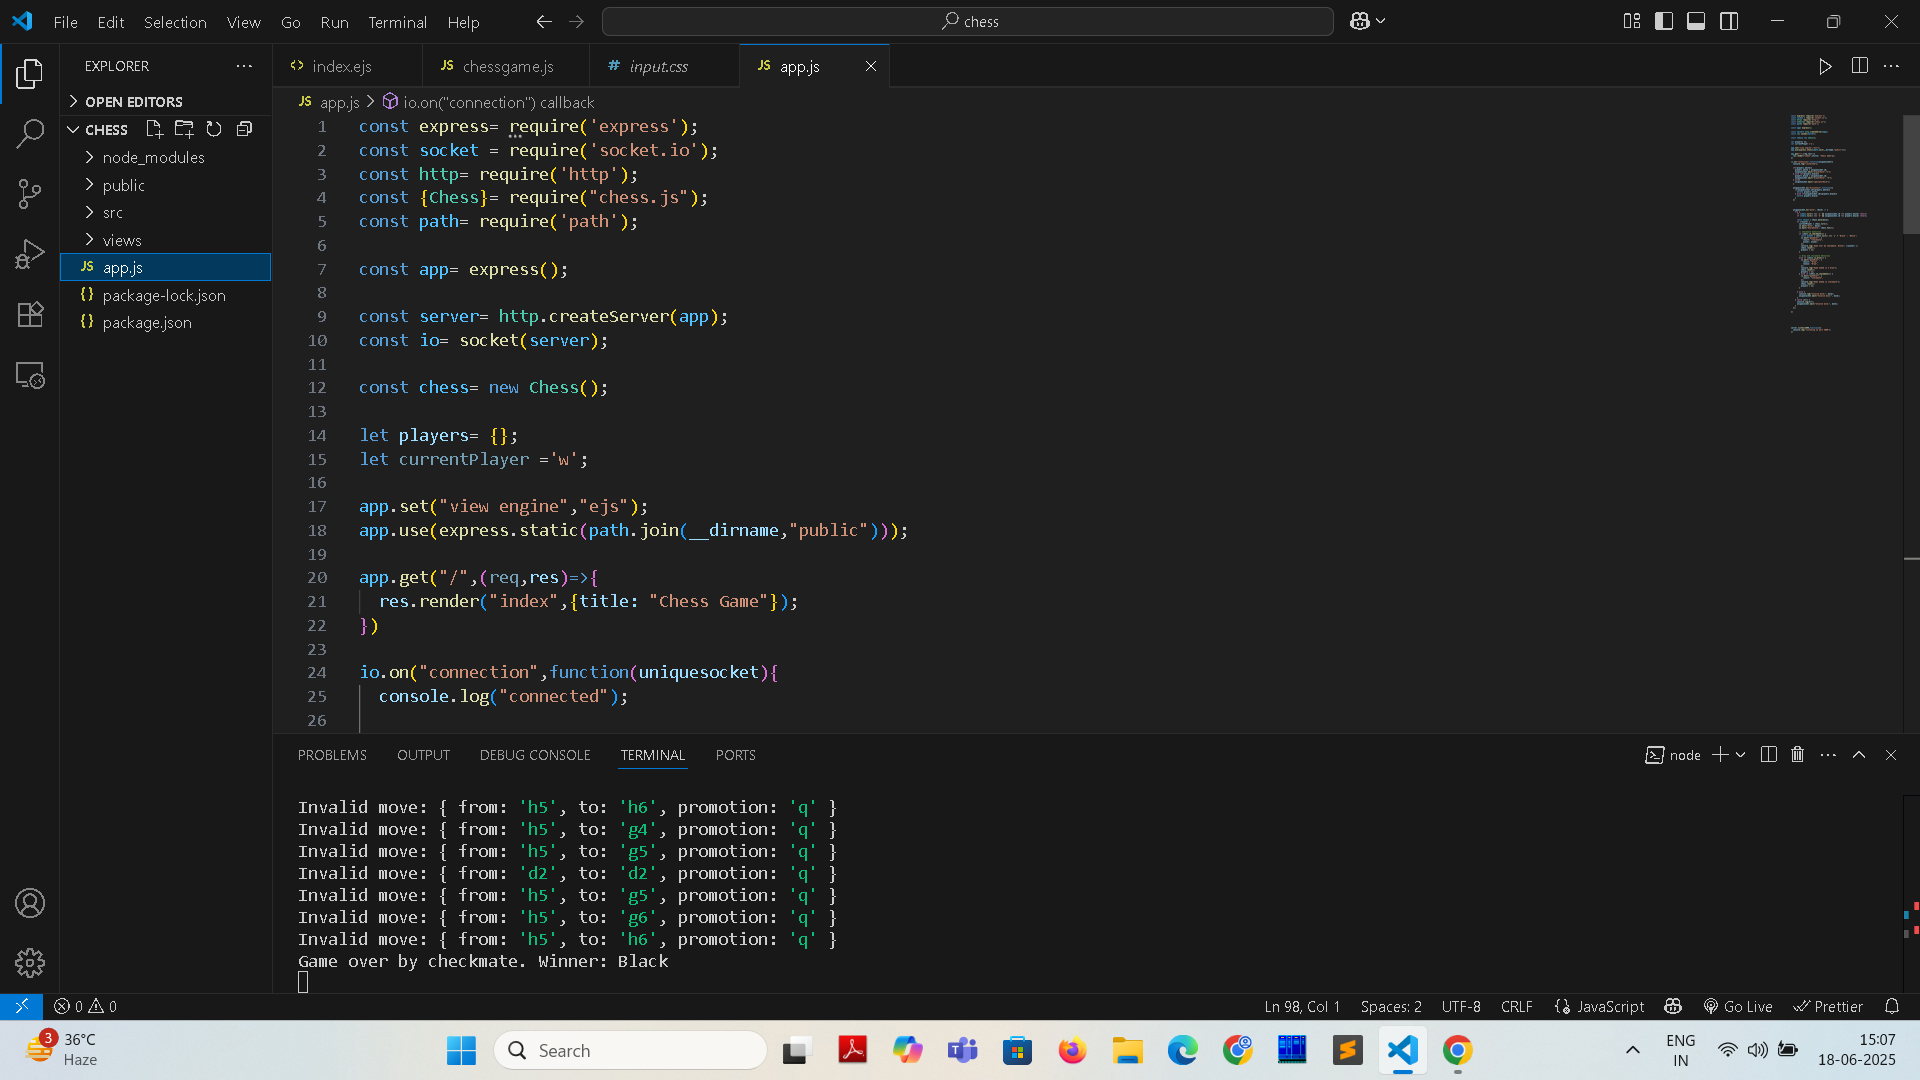 File Edit Selection View Go Run Terminal Help chess
EXPLORER
index.ejs
JS chessgame.js
# input.css
JS app.js
OPEN EDITORS
CHESS
node_modules
public
src
views
JS app.js
{} package-lock.json
{} package.json
JS app.js > io.on("connection") callback
1 const express= require('express');
2 const socket = require('socket.io');
3 const http= require('http');
4 const {Chess}= require("chess.js");
5 const path= require('path');
6
7 const app= express();
8
9 const server= http.createServer(app);
10 const io= socket(server);
11
12 const chess= new Chess();
13
14 let players= {};
15 let currentPlayer ='w';
16
17 app.set("view engine","ejs");
18 app.use(express.static(path.join(__dirname,"public")));
19
20 app.get("/",(req,res)=>{
21 res.render("index",{title: "Chess Game"});
22 })
23
24 io.on("connection",function(uniquesocket){
25 console.log("connected");
26
PROBLEMS OUTPUT DEBUG CONSOLE TERMINAL PORTS node
Invalid move: { from: 'h5', to: 'h6', promotion: 'q' }
Invalid move: { from: 'h5', to: 'g4', promotion: 'q' }
Invalid move: { from: 'h5', to: 'g5', promotion: 'q' }
Invalid move: { from: 'd2', to: 'd2', promotion: 'q' }
Invalid move: { from: 'h5', to: 'g5', promotion: 'q' }
Invalid move: { from: 'h5', to: 'g6', promotion: 'q' }
Invalid move: { from: 'h5', to: 'h6', promotion: 'q' }
Game over by checkmate. Winner: Black
0 0 Ln 98, Col 1 Spaces: 2 UTF-8 CRLF {} JavaScript Go Live Prettier
3 36°C
Haze
Search
ENG
IN
15:07
18-06-2025